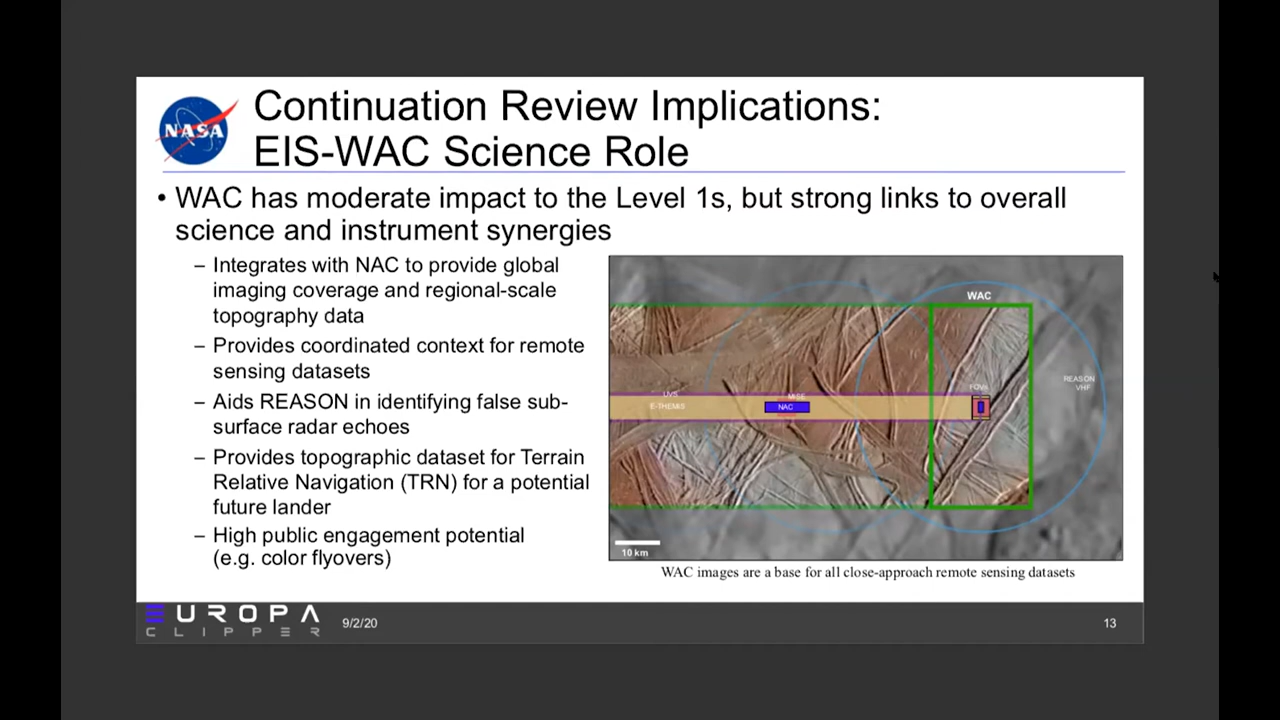 NASA
Continuation Review Implications:
EIS-WAC Science Role
• WAC has moderate impact to the Level 1s, but strong links to overall
science and instrument synergies
– Integrates with NAC to provide global
imaging coverage and regional-scale
topography data
– Provides coordinated context for remote
sensing datasets
– Aids REASON in identifying false sub-
surface radar echoes
– Provides topographic dataset for Terrain
Relative Navigation (TRN) for a potential
future lander
– High public engagement potential
(e.g. color flyovers)
WAC
REASON
VHF
UVS
E-THEMIS
MISE
NAC
10 km
WAC images are a base for all close-approach remote sensing datasets
EUROPA
CLIPPER
9/2/20
13